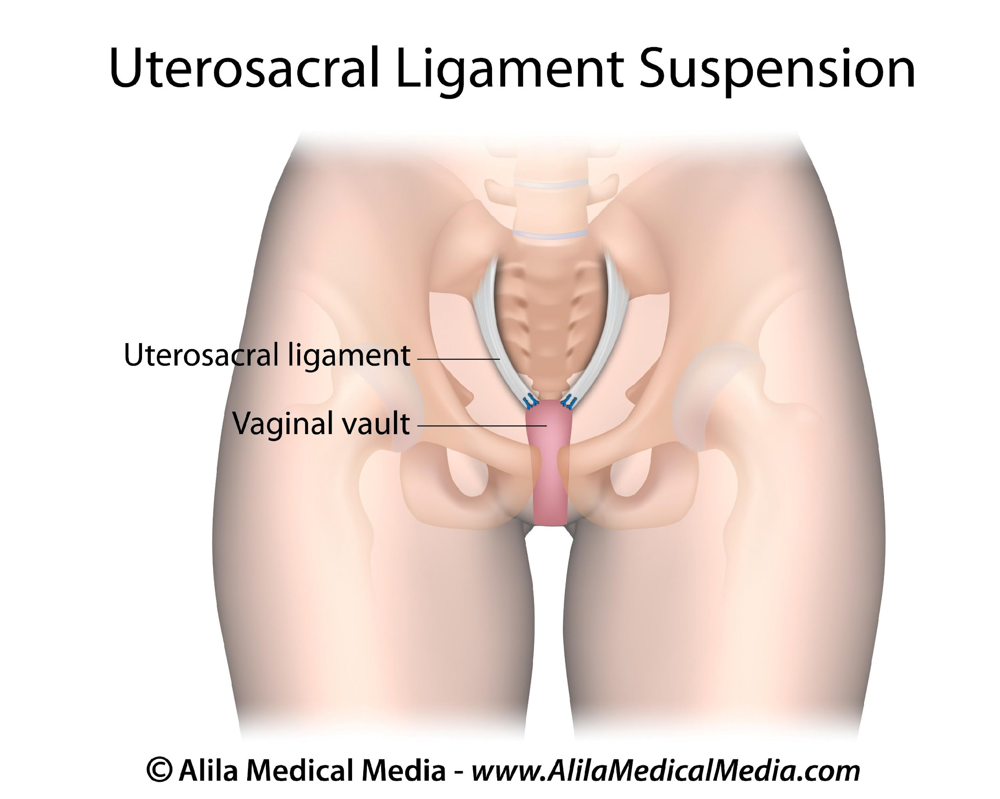 Uterosacral Ligament Suspension
Uterosacral ligament
Vaginal vault
© Alila Medical Media - www.AlilaMedicalMedia.com